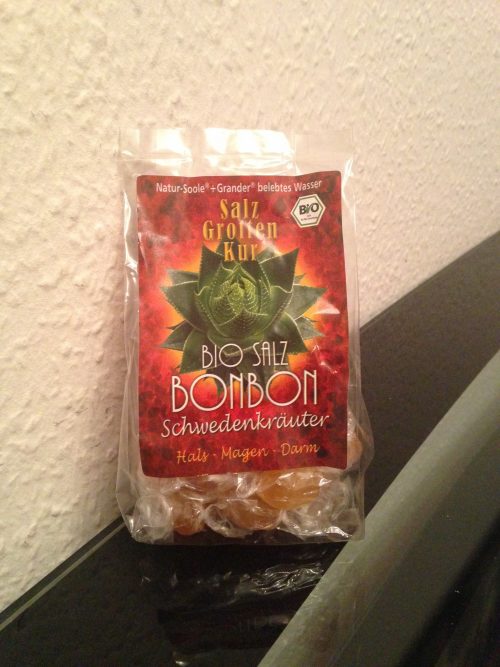 Natur-Soole®+Grander® belebtes Wasser
Salz
Grotten
Kur
BIO
BIO SALZ
BONBON
Schwedenkräuter
Hals - Magen - Darm